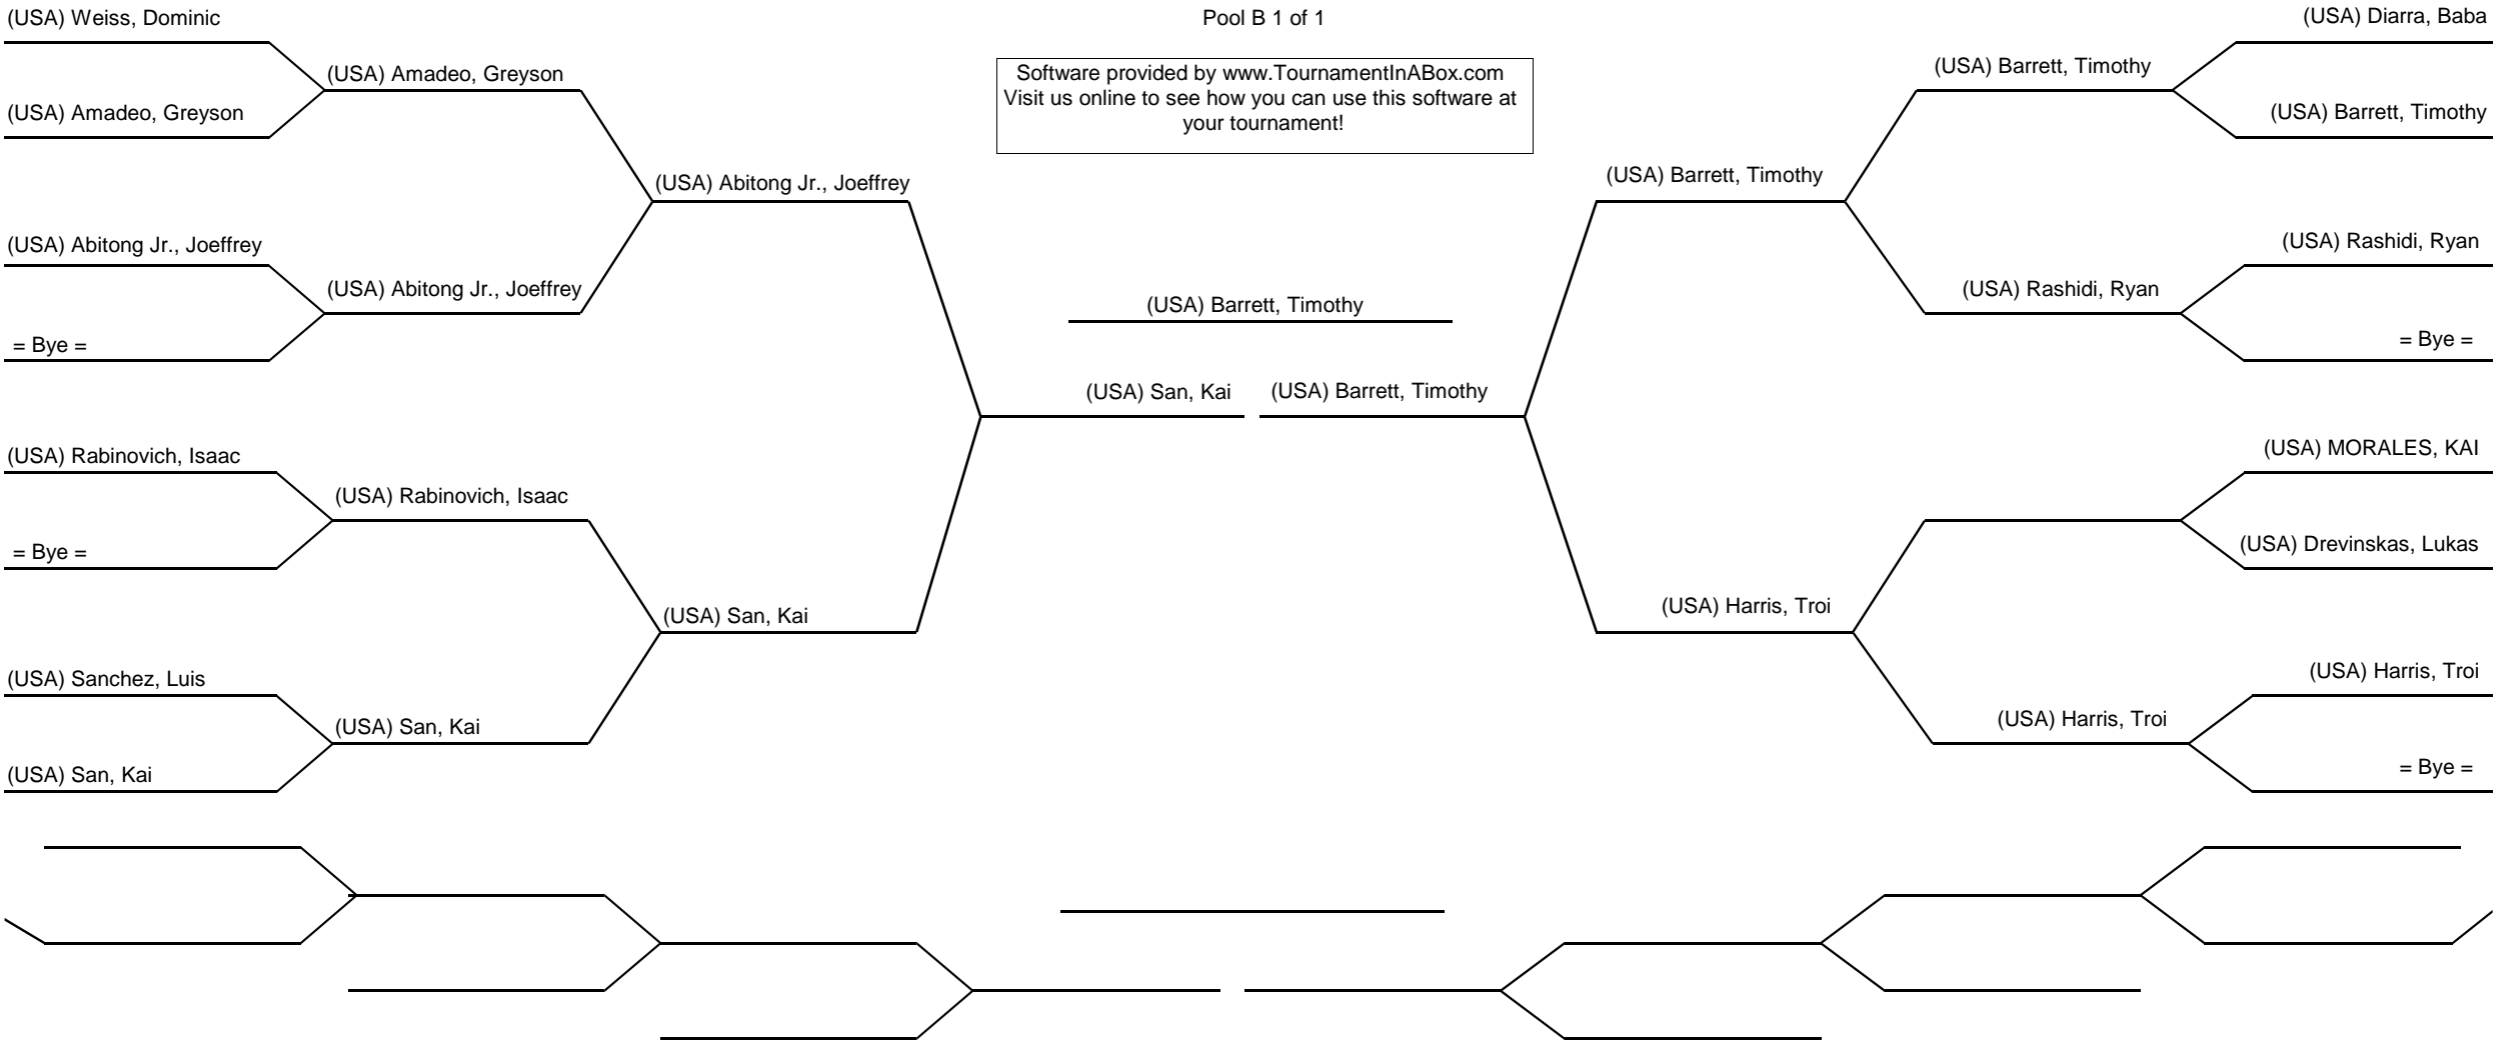 Pool B 1 of 1
Software provided by www.TournamentInABox.com
Visit us online to see how you can use this software at
your tournament!
(USA) Weiss, Dominic
(USA) Amadeo, Greyson
(USA) Amadeo, Greyson
(USA) Abitong Jr., Joeffrey
(USA) Abitong Jr., Joeffrey
(USA) Abitong Jr., Joeffrey
= Bye =
(USA) Rabinovich, Isaac
(USA) Rabinovich, Isaac
= Bye =
(USA) San, Kai
(USA) Sanchez, Luis
(USA) San, Kai
(USA) San, Kai
(USA) Barrett, Timothy
(USA) San, Kai
(USA) Barrett, Timothy
(USA) Diarra, Baba
(USA) Barrett, Timothy
(USA) Barrett, Timothy
(USA) Barrett, Timothy
(USA) Rashidi, Ryan
(USA) Rashidi, Ryan
= Bye =
(USA) MORALES, KAI
(USA) Drevinskas, Lukas
(USA) Harris, Troi
(USA) Harris, Troi
(USA) Harris, Troi
= Bye =